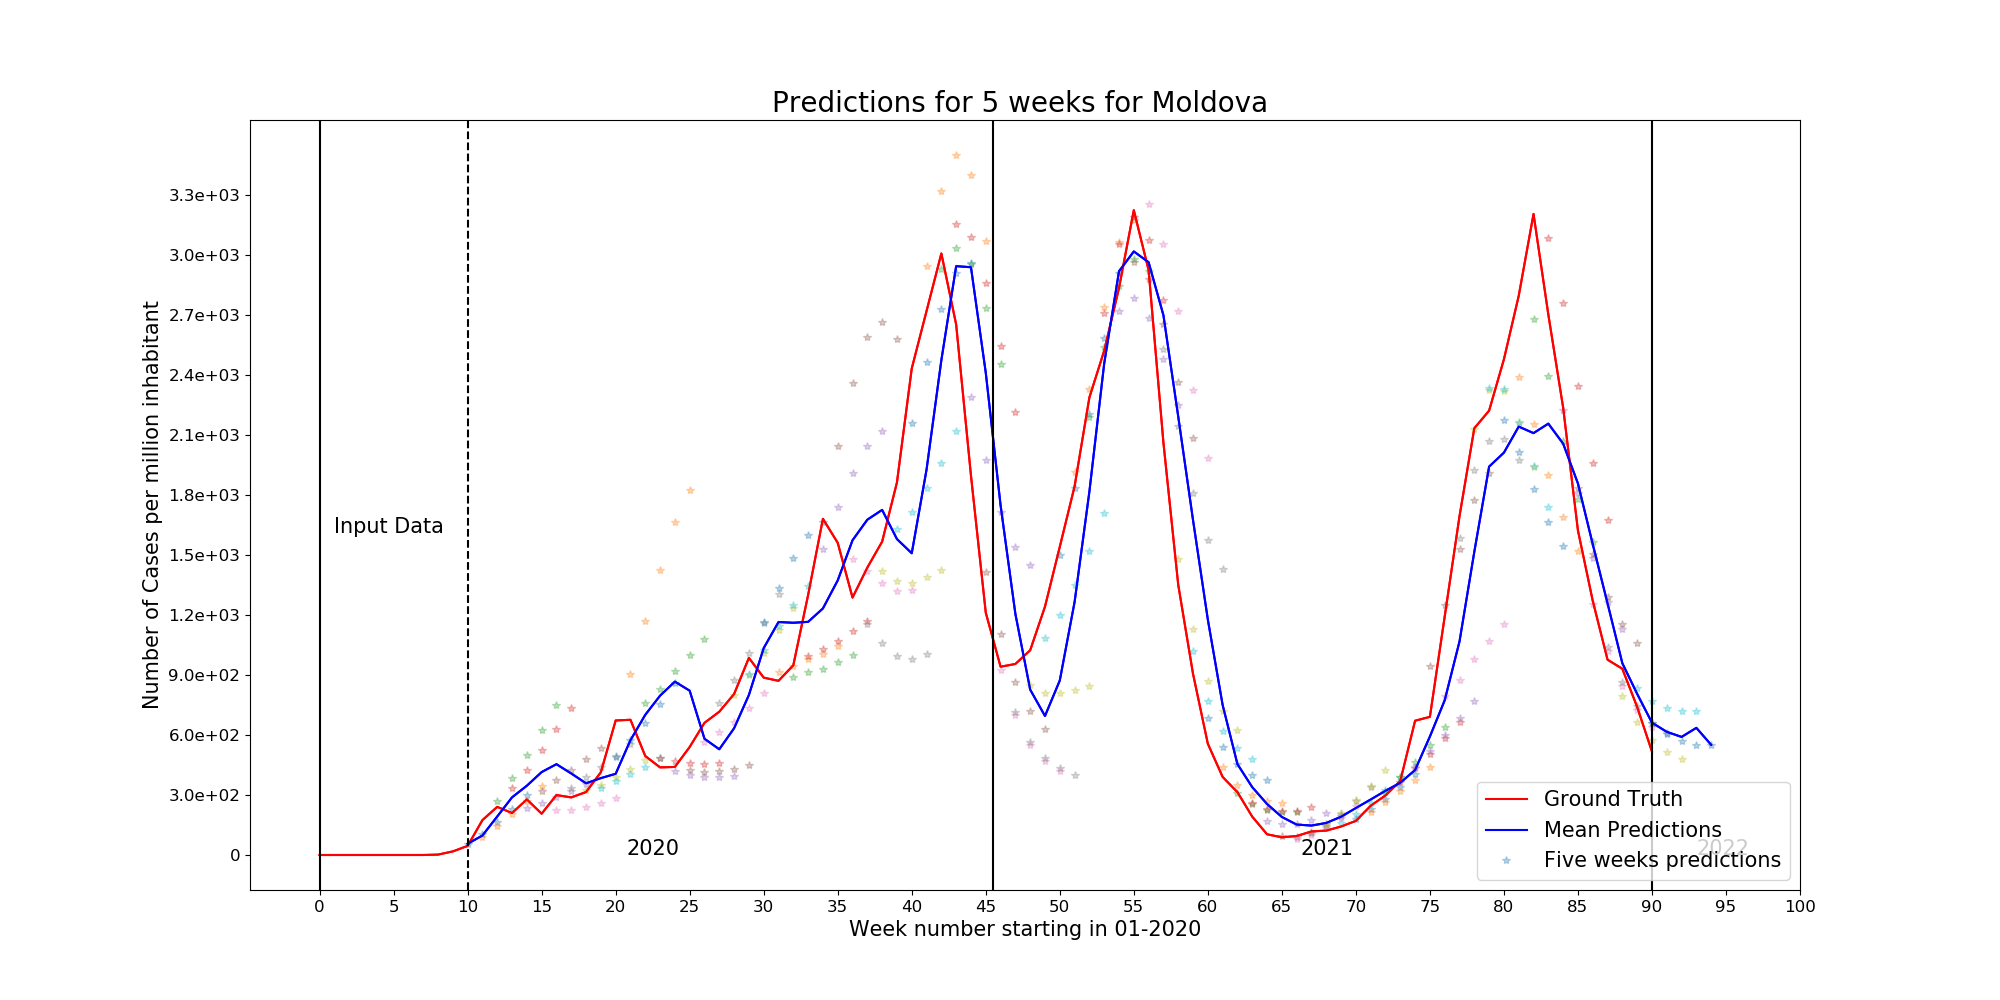 Predictions for 5 weeks for Moldova
Number of Cases per million inhabitant
3.3e+03
3.0e+03
2.7e+03
2.4e+03
2.1e+03
1.8e+03
1.5e+03
1.2e+03
9.0e+02
6.0e+02
3.0e+02
0
Input Data
2020
2021
2022
Ground Truth
Mean Predictions
Five weeks predictions
0 5 10 15 20 25 30 35 40 45 50 55 60 65 70 75 80 85 90 95 100
Week number starting in 01-2020